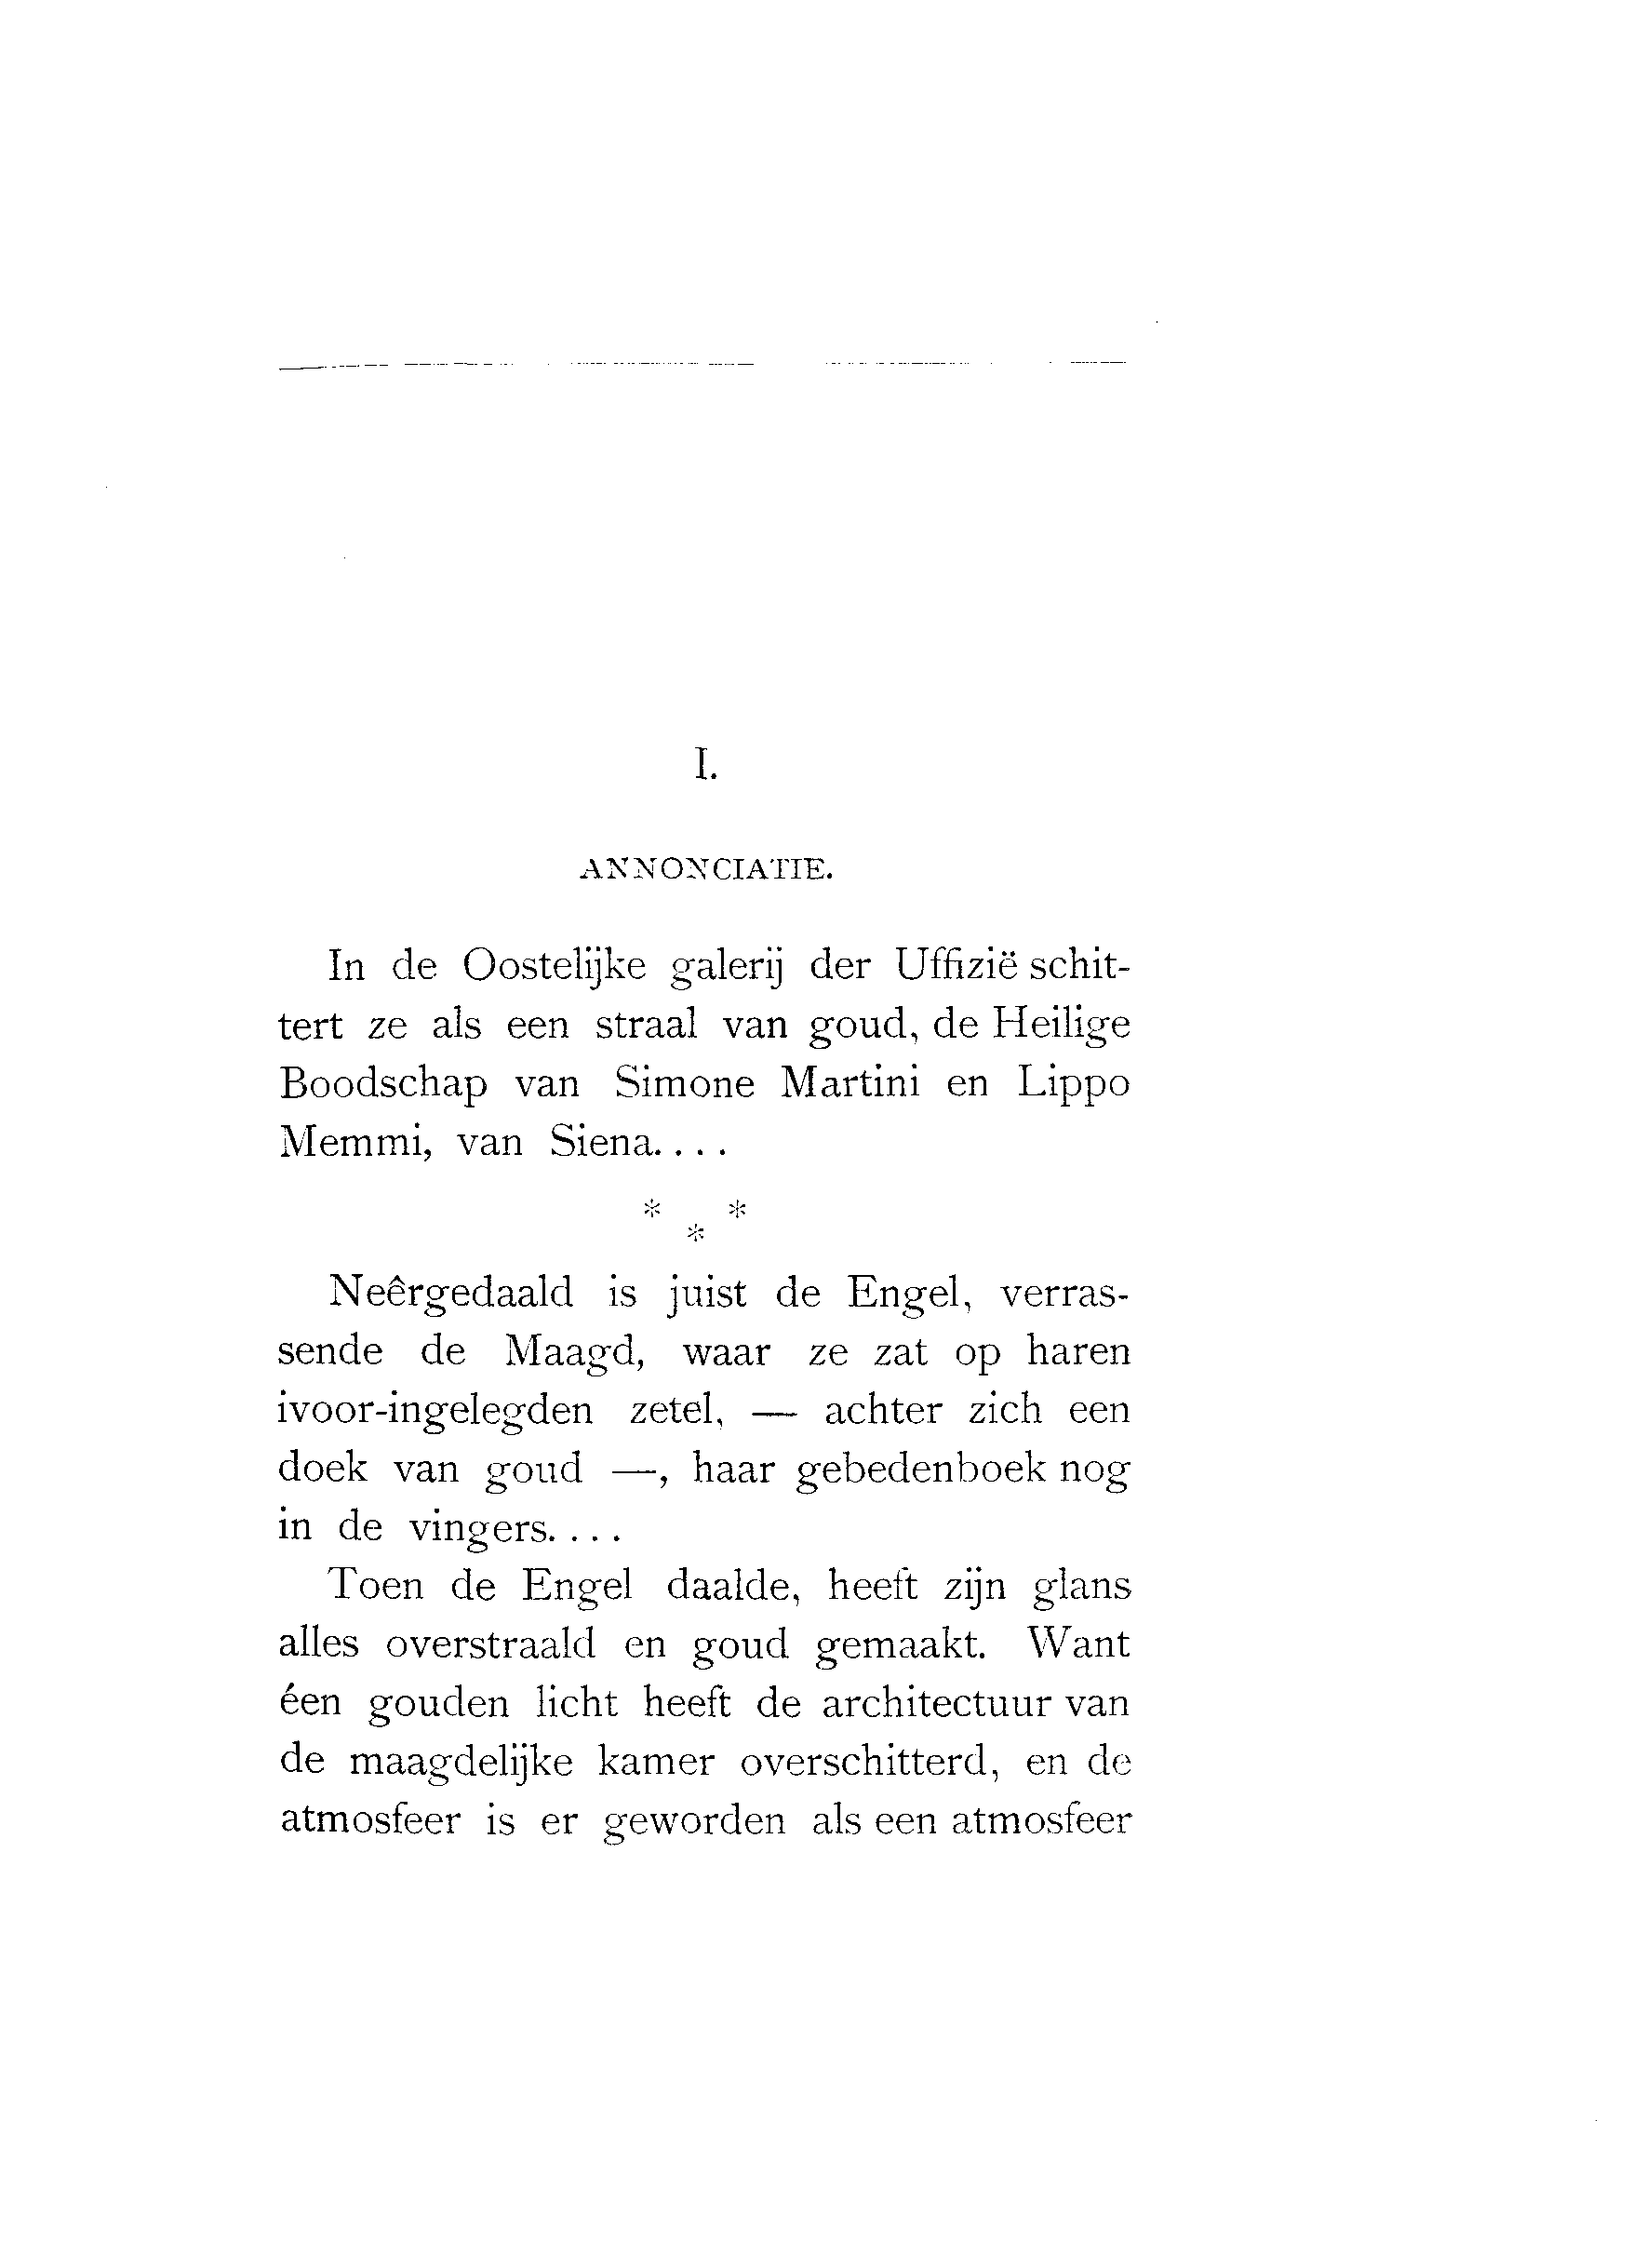 I.
ANNONCIATIE.
In de Oostelijke galerij der Uffizië schit-
tert ze als een straal van goud, de Heilige
Boodschap van Simone Martini en Lippo
Memmi, van Siena....
* *
*
Neêrgedaald is juist de Engel, verras-
sende de Maagd, waar ze zat op haren
ivoor-ingelegden zetel, — achter zich een
doek van goud —, haar gebedenboek nog
in de vingers....
Toen de Engel daalde, heeft zijn glans
alles overstraald en goud gemaakt. Want
éen gouden licht heeft de architectuur van
de maagdelijke kamer overschitterd, en de
atmosfeer is er geworden als een atmosfeer